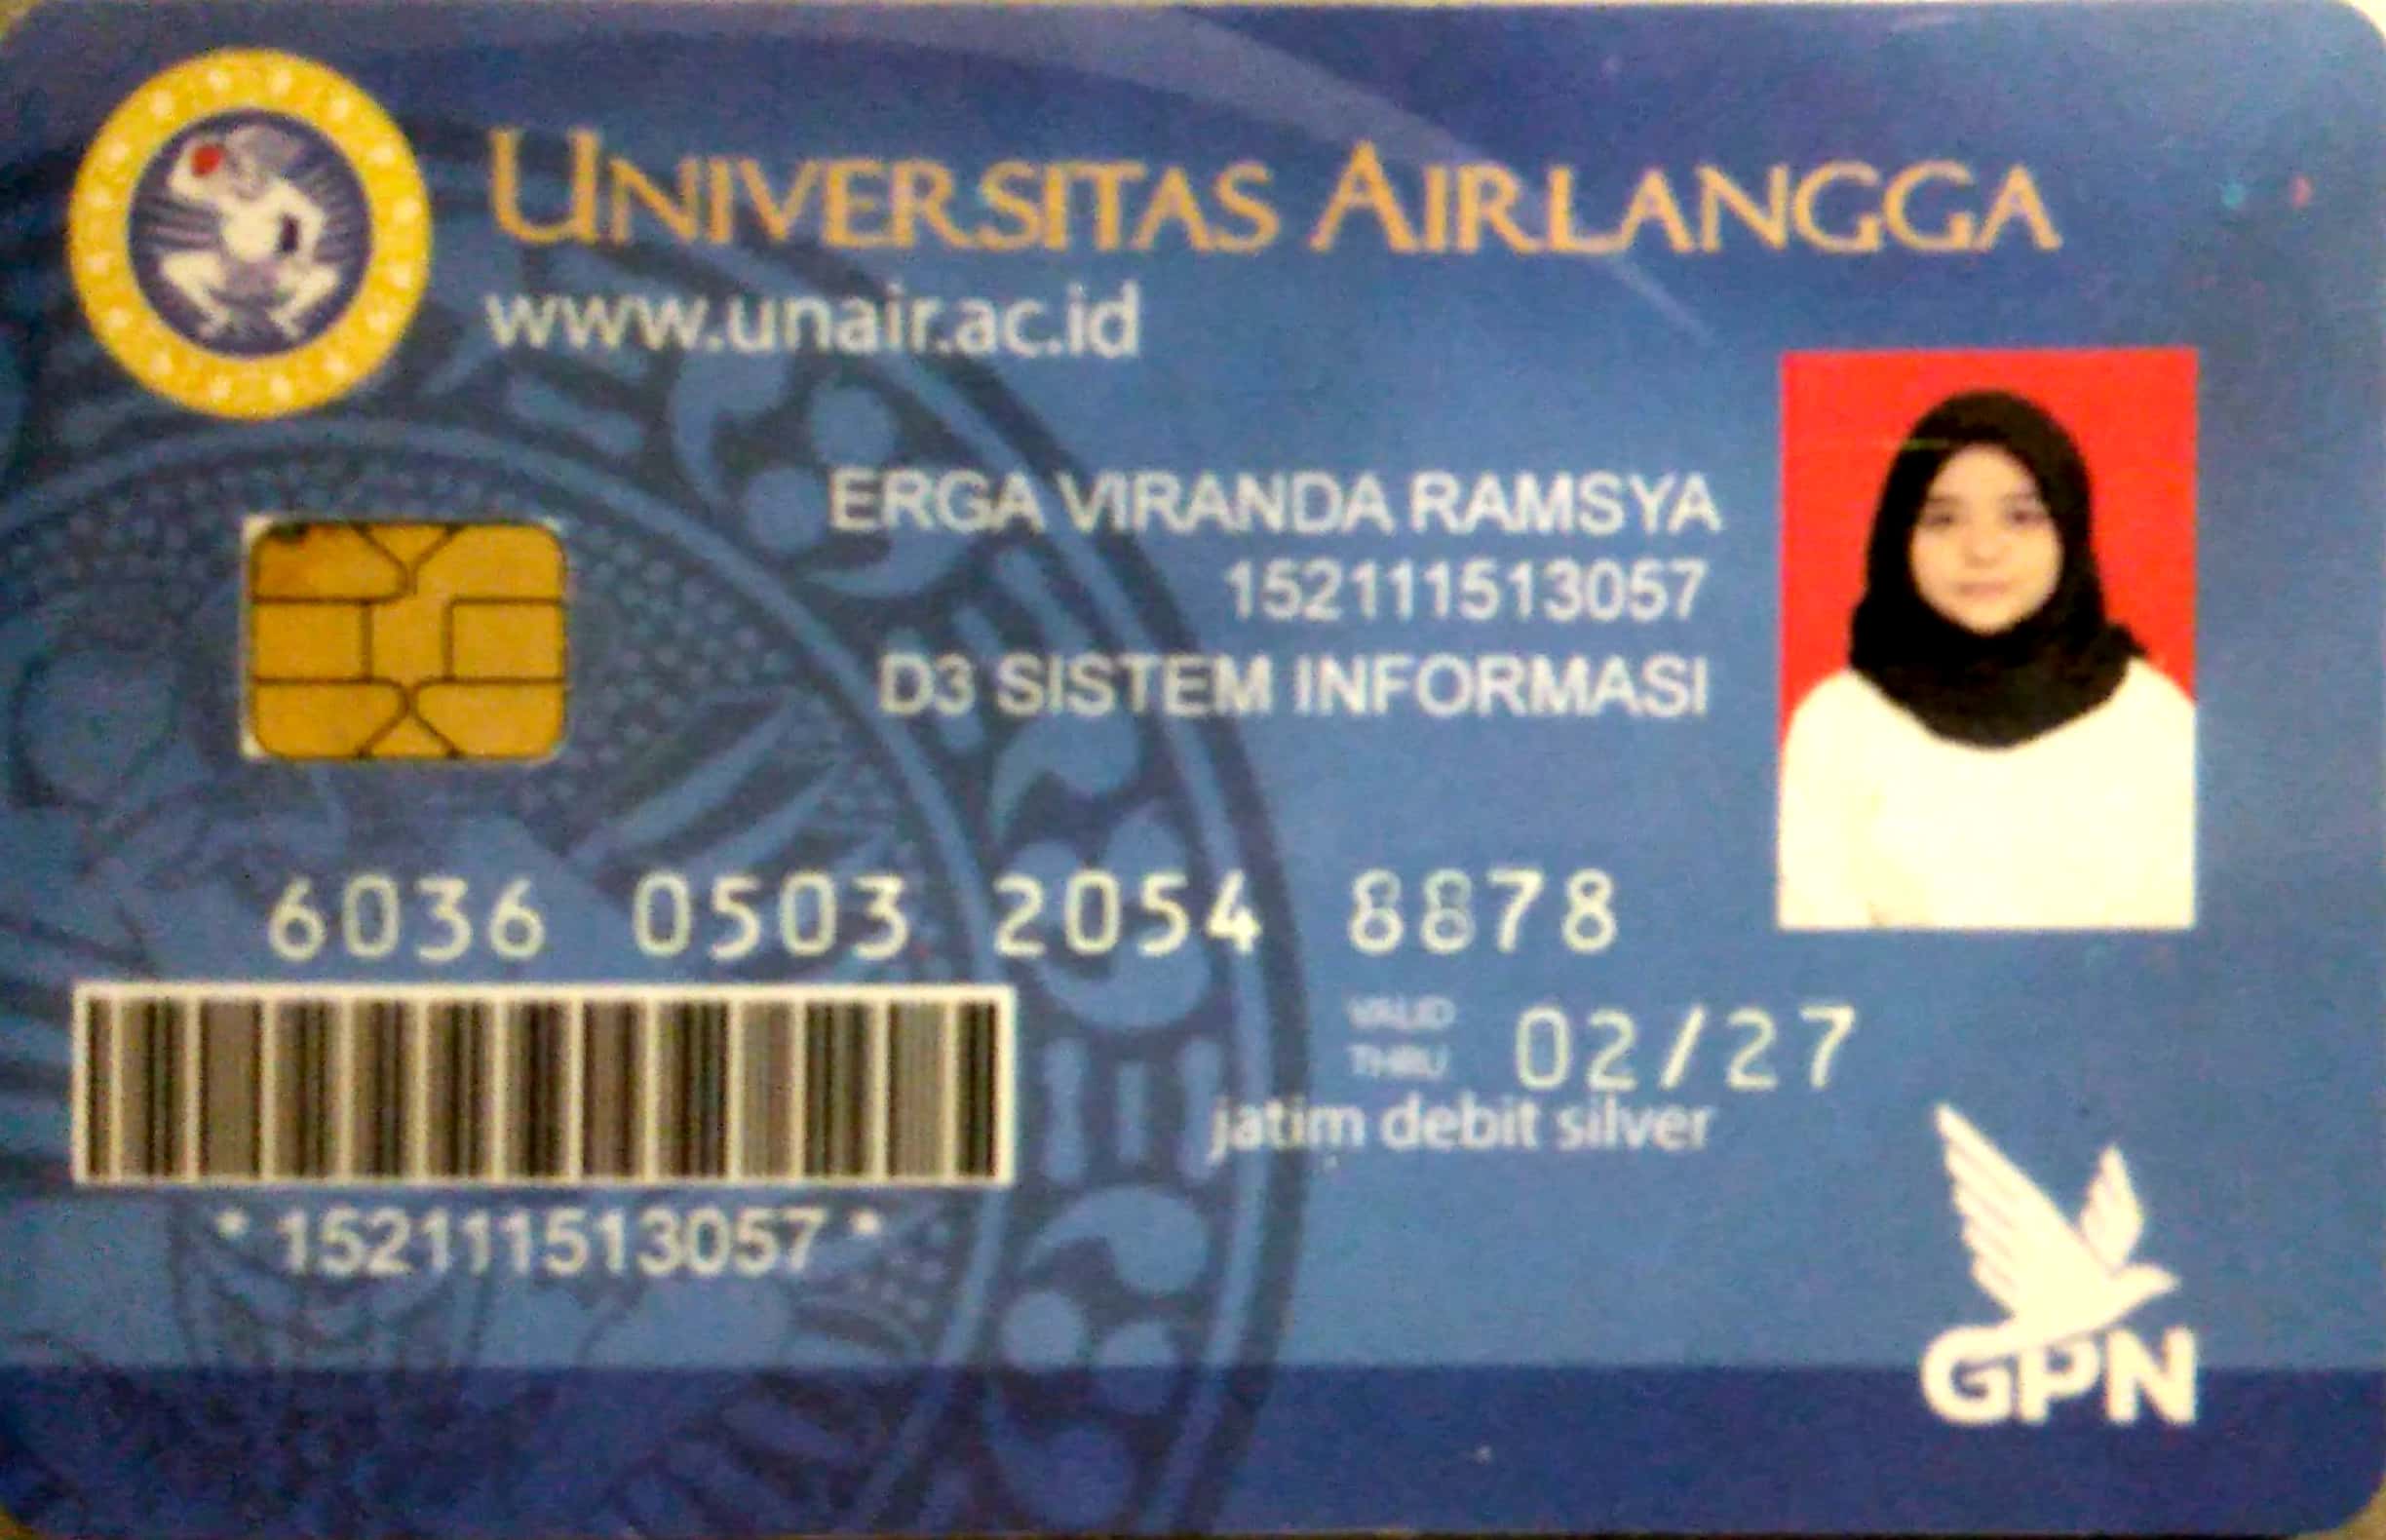 UNIVERSITAS AIRLANGGA
www.unair.ac.id
ERGA VIRANDA RAMSYA
152111513057
D3 SISTEM INFORMASI
6036 0503 2054 8878
VALID THRU 02/27
jatim debit silver
* 152111513057 *
GPN